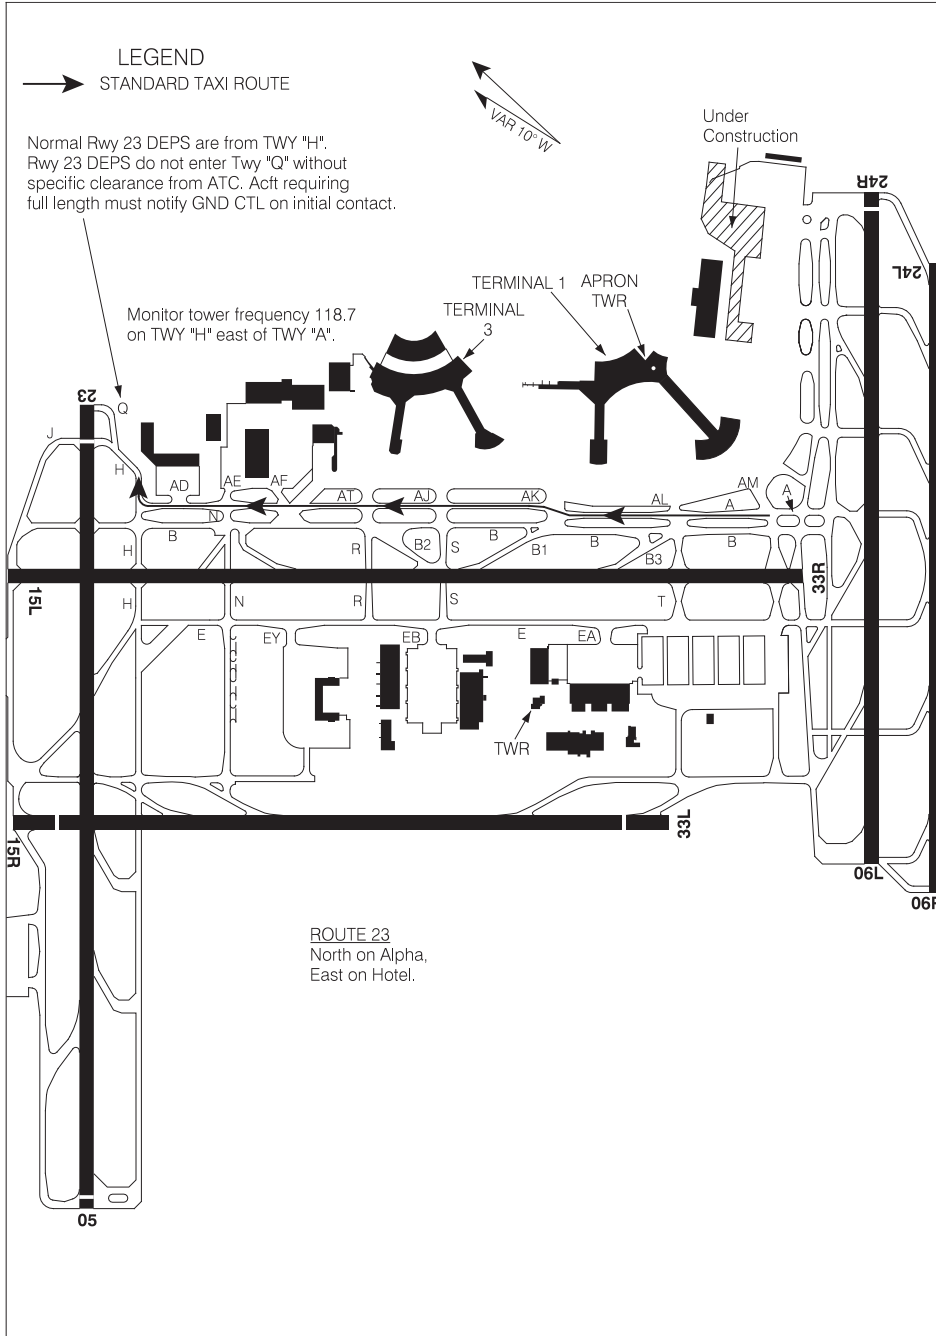 LEGEND
STANDARD TAXI ROUTE
VAR 10° W
Under
Construction
Normal Rwy 23 DEPS are from TWY "H".
Rwy 23 DEPS do not enter Twy "Q" without
specific clearance from ATC. Acft requiring
full length must notify GND CTL on initial contact.
24R
24L
TERMINAL 1
APRON
TWR
TERMINAL
3
Monitor tower frequency 118.7
on TWY "H" east of TWY "A".
23
Q
J
H
AD
AE
AF
AT
AJ
AK
AL
AM
A
A
N
B
H
R
B2
S
B
B1
B
B3
B
15L
33R
H
N
R
S
T
E
EY
EB
E
EA
TWR
15R
33L
06L
06R
ROUTE 23
North on Alpha,
East on Hotel.
05